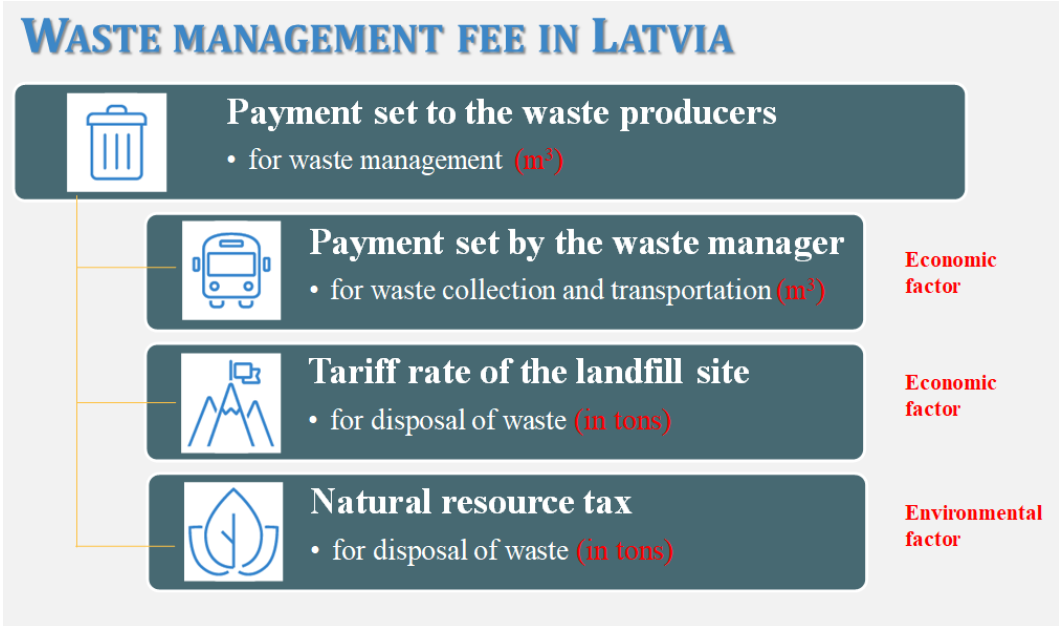 WASTE MANAGEMENT FEE IN LATVIA
Payment set to the waste producers
• for waste management (m³)
Payment set by the waste manager
• for waste collection and transportation (m³)
Economic
factor
Tariff rate of the landfill site
• for disposal of waste (in tons)
Economic
factor
Natural resource tax
• for disposal of waste (in tons)
Environmental
factor